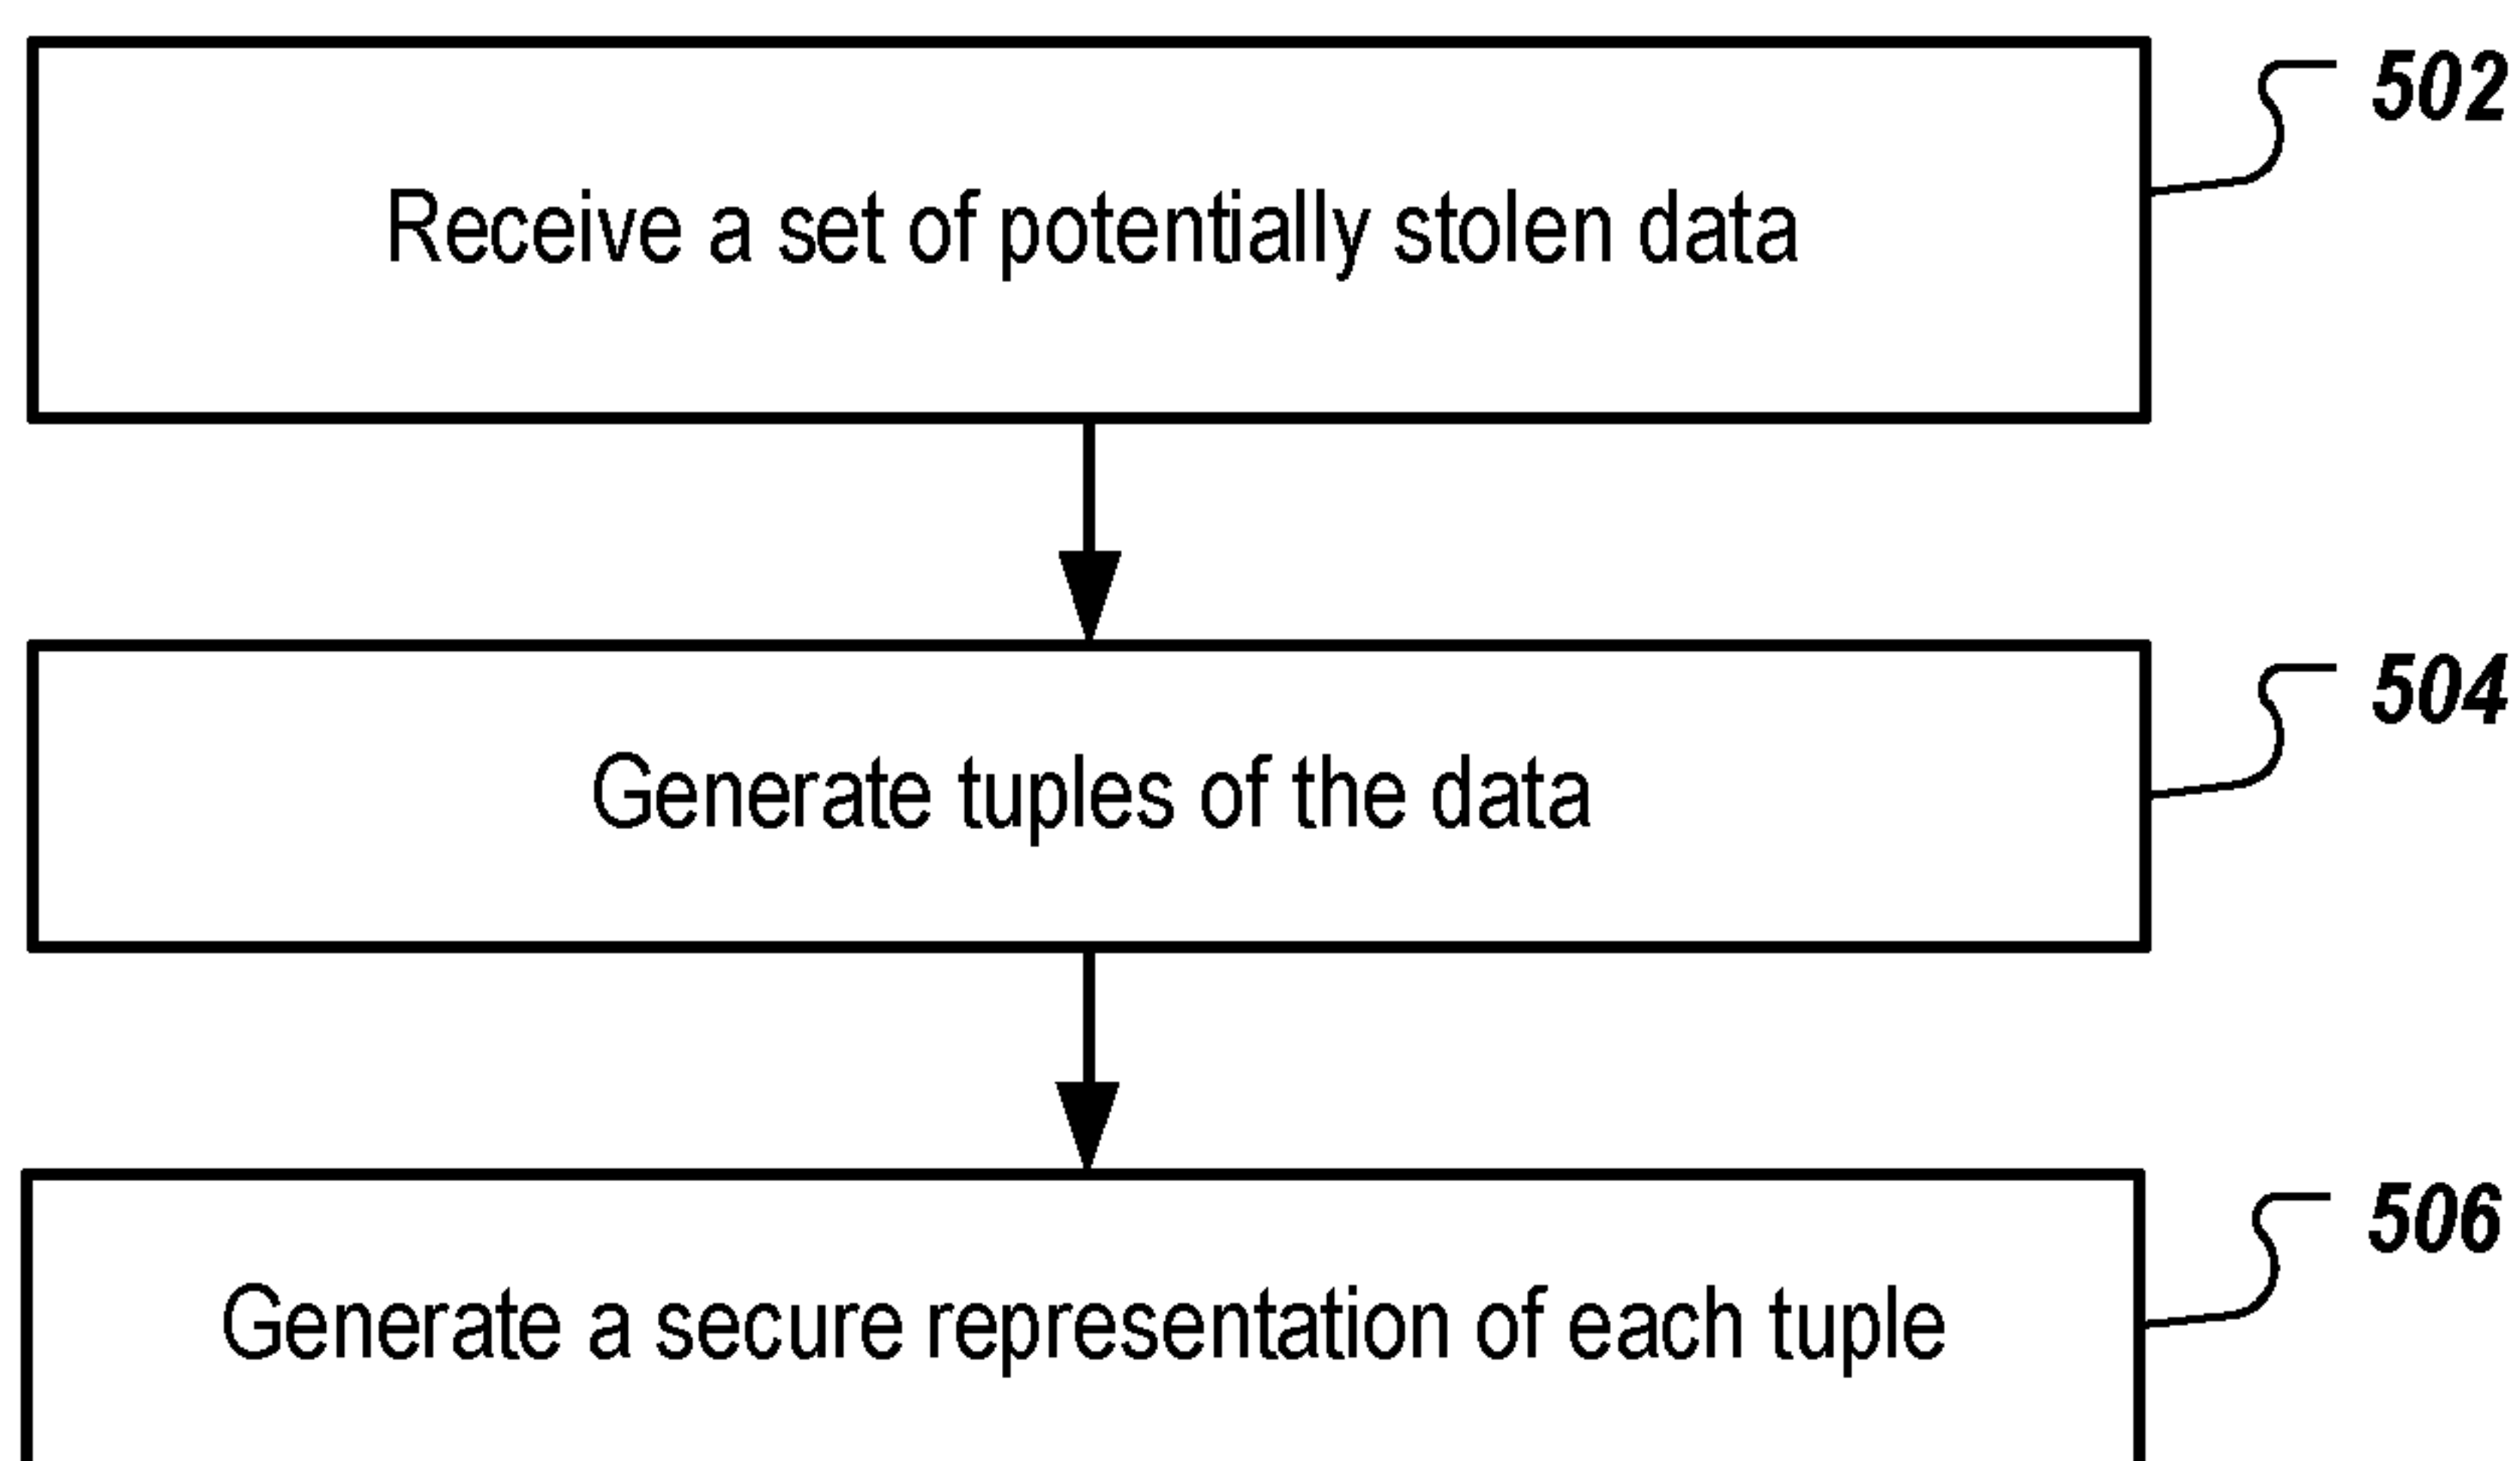 502
Receive a set of potentially stolen data
504
Generate tuples of the data
506
Generate a secure representation of each tuple